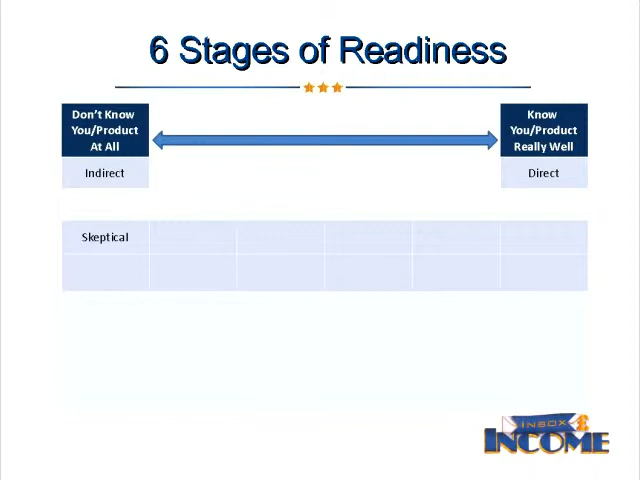 6 Stages of Readiness
Don't Know
You/Product
At All
Know
You/Product
Really Well
Indirect
Direct
Skeptical
INBOX
INCOME